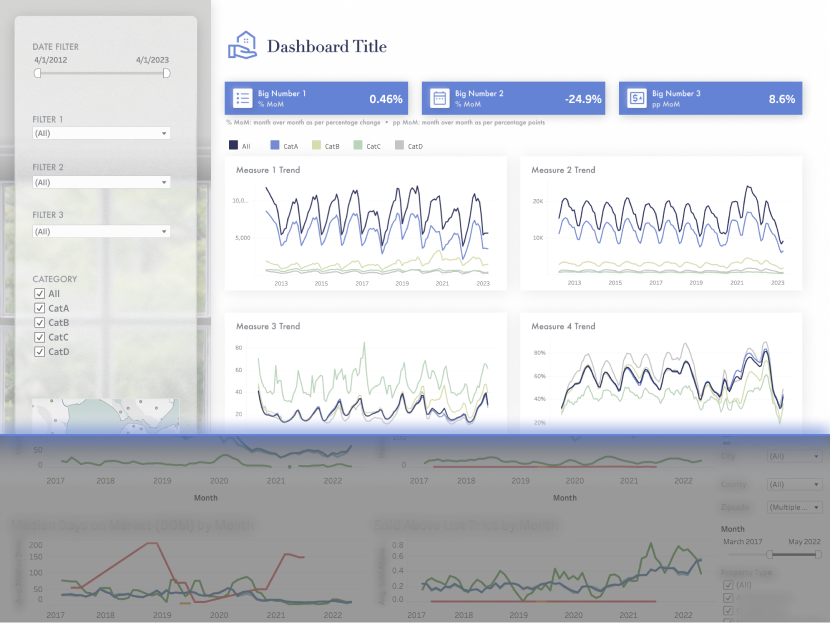 DATE FILTER
4/1/2012 4/1/2023
FILTER 1
(All)
FILTER 2
(All)
FILTER 3
(All)
CATEGORY
All
CatA
CatB
CatC
CatD
Dashboard Title
Big Number 1
% MoM
0.46%
Big Number 2
% MoM
-24.9%
Big Number 3
pp MoM
8.6%
% MoM: month over month as per percentage change • pp MoM: month over month as per percentage points
All CatA CatB CatC CatD
Measure 1 Trend
10,0...
5,000
2013 2015 2017 2019 2021 2023
Measure 2 Trend
20K
10K
2013 2015 2017 2019 2021 2023
Measure 3 Trend
80
60
40
20
Measure 4 Trend
80%
60%
40%
20%
50
0
2017 2018 2019 2020 2021 2022
Month
0
2017 2018 2019 2020 2021 2022
Month
City (All)
County (All)
(Multiple...
Month
March 2017 May 2022
Property Type
(All)
Median Days on Market (DOM) by Month
200
150
100
50
0
2017 2018 2019 2020 2021 2022
Sold Above List Price by Month
0.8
0.6
0.4
0.2
0.0
2017 2018 2019 2020 2021 2022